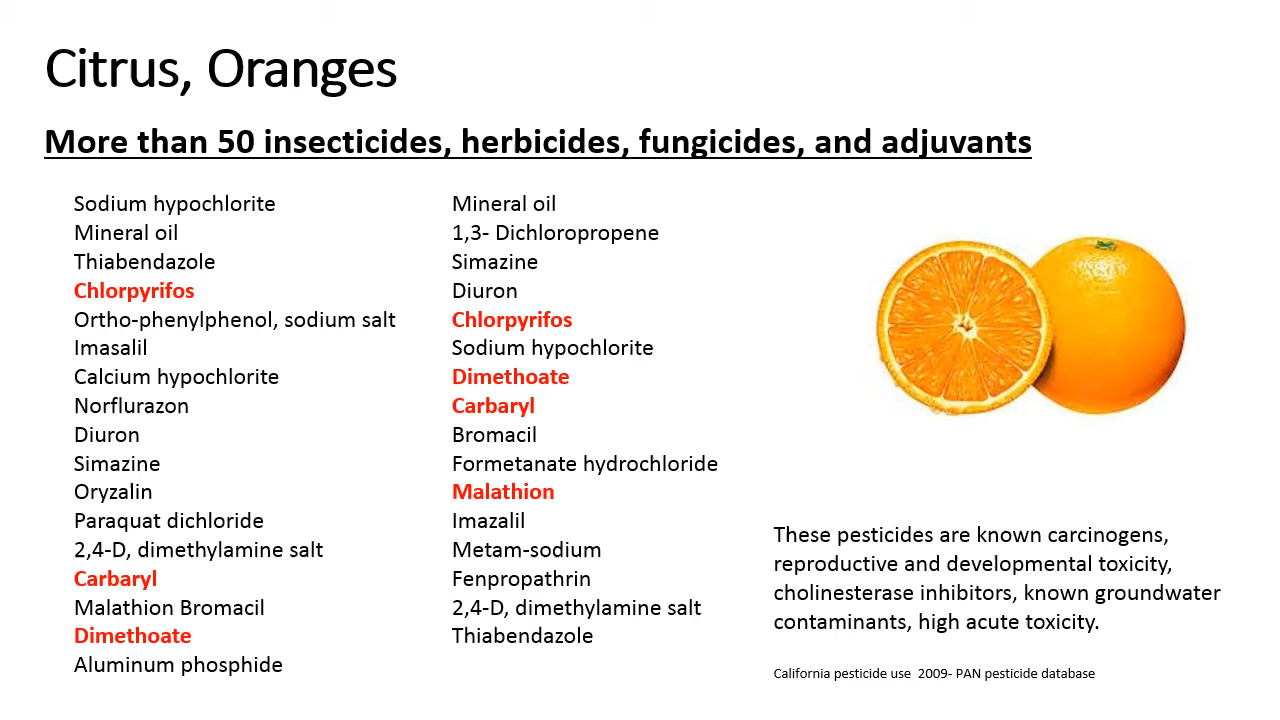 Citrus, Oranges
More than 50 insecticides, herbicides, fungicides, and adjuvants
Sodium hypochlorite
Mineral oil
Thiabendazole
Chlorpyrifos
Ortho-phenylphenol, sodium salt
Imasalil
Calcium hypochlorite
Norflurazon
Diuron
Simazine
Oryzalin
Paraquat dichloride
2,4-D, dimethylamine salt
Carbaryl
Malathion Bromacil
Dimethoate
Aluminum phosphide
Mineral oil
1,3- Dichloropropene
Simazine
Diuron
Chlorpyrifos
Sodium hypochlorite
Dimethoate
Carbaryl
Bromacil
Formetanate hydrochloride
Malathion
Imazalil
Metam-sodium
Fenpropathrin
2,4-D, dimethylamine salt
Thiabendazole
These pesticides are known carcinogens,
reproductive and developmental toxicity,
cholinesterase inhibitors, known groundwater
contaminants, high acute toxicity.
California pesticide use  2009- PAN pesticide database